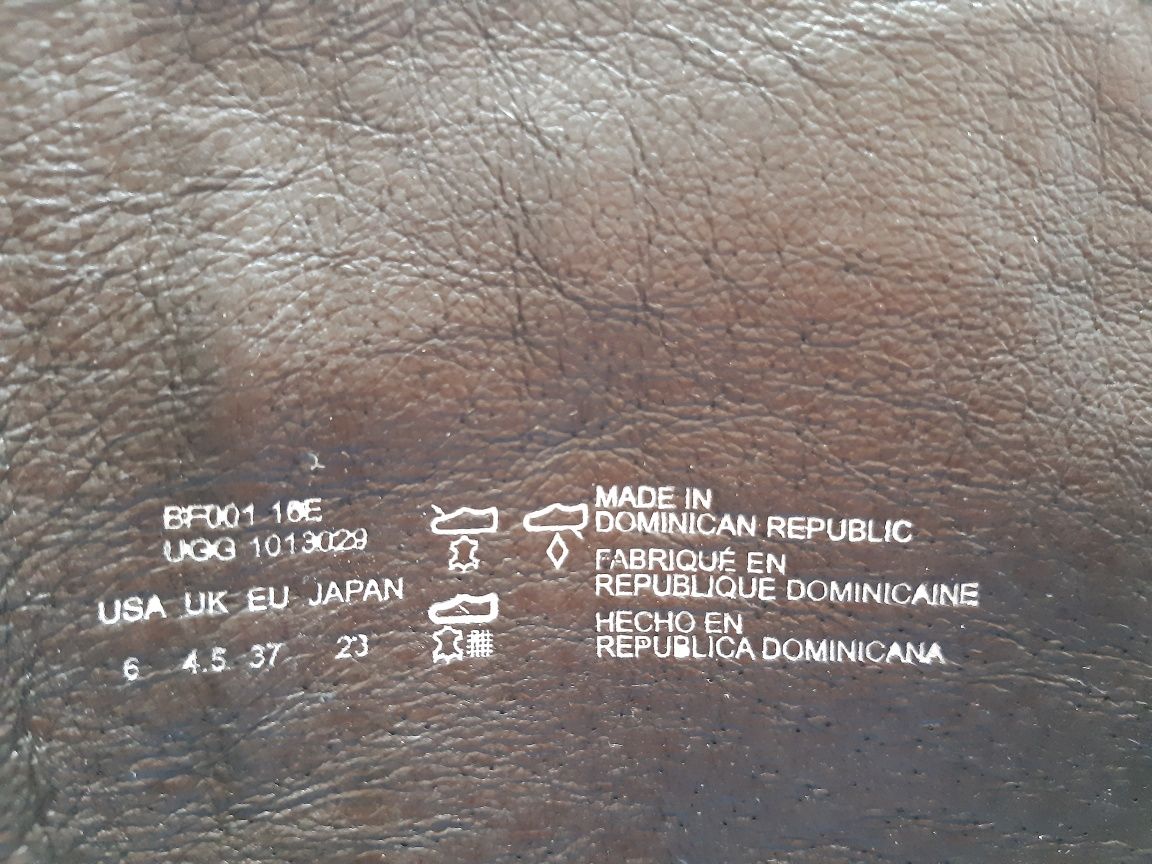 BF001 16E
UGG 1013029
USA UK EU JAPAN
6 4.5 37 23
MADE IN
DOMINICAN REPUBLIC
FABRIQUÉ EN
REPUBLIQUE DOMINICAINE
HECHO EN
REPUBLICA DOMINICANA